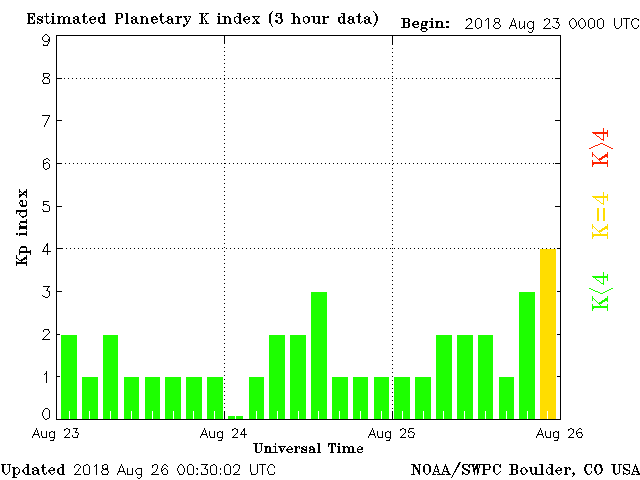 Estimated Planetary K index (3 hour data) Begin: 2018 Aug 23 0000 UTC
9
8
7
6
5
4
3
2
1
0
Kp index
K>4
K=4
K<4
Aug 23 Aug 24 Aug 25 Aug 26
Universal Time
Updated 2018 Aug 26 00:30:02 UTC NOAA/SWPC Boulder, CO USA